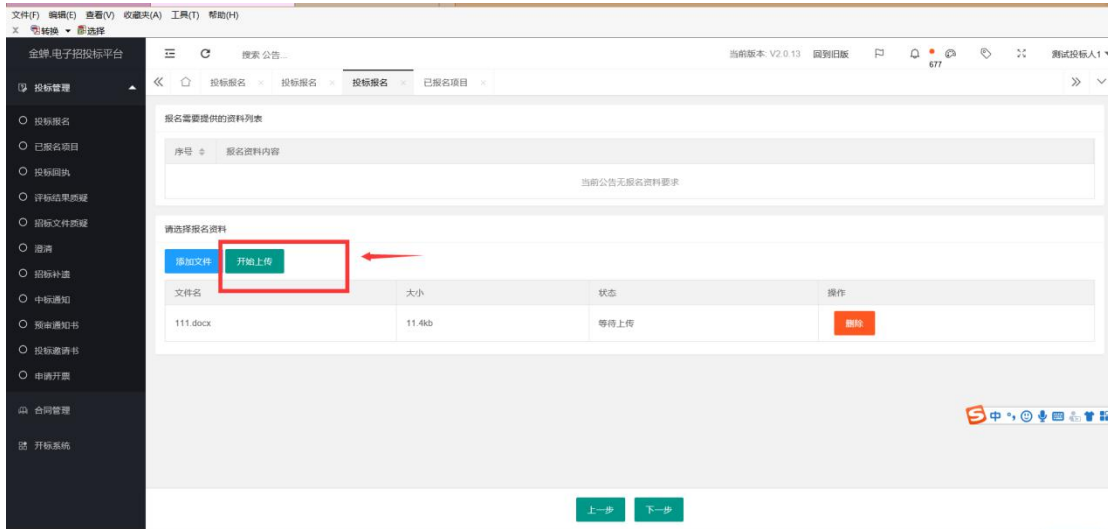 文件(F) 编辑(E) 查看(V) 收藏夹(A) 工具(T) 帮助(H)
X 转换 选择
金蝉.电子招投标平台
搜索 公告...
当前版本: V2.0.13 回到旧版
677
测试投标人1
投标管理
投标报名 × 投标报名 × 投标报名 × 已报名项目 ×
投标报名
已报名项目
投标回执
评标结果质疑
招标文件质疑
澄清
招标补遗
中标通知
预审通知书
投标邀请书
申请开票
合同管理
开标系统
报名需要提供的资料列表
序号 报名资料内容
当前公告无报名资料要求
请选择报名资料
添加文件 开始上传
文件名 大小 状态 操作
111.docx 11.4kb 等待上传 删除
S中
上一步 下一步